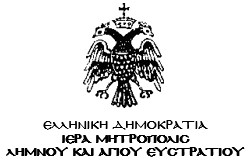 ΕΛΛΗΝΙΚΗ ΔΗΜΟΚΡΑΤΙΑ
ΙΕΡΑ ΜΗΤΡΟΠΟΛΙΣ
ΛΗΜΝΟΥ ΚΑΙ ΑΓΙΟΥ ΕΥΣΤΡΑΤΙΟΥ